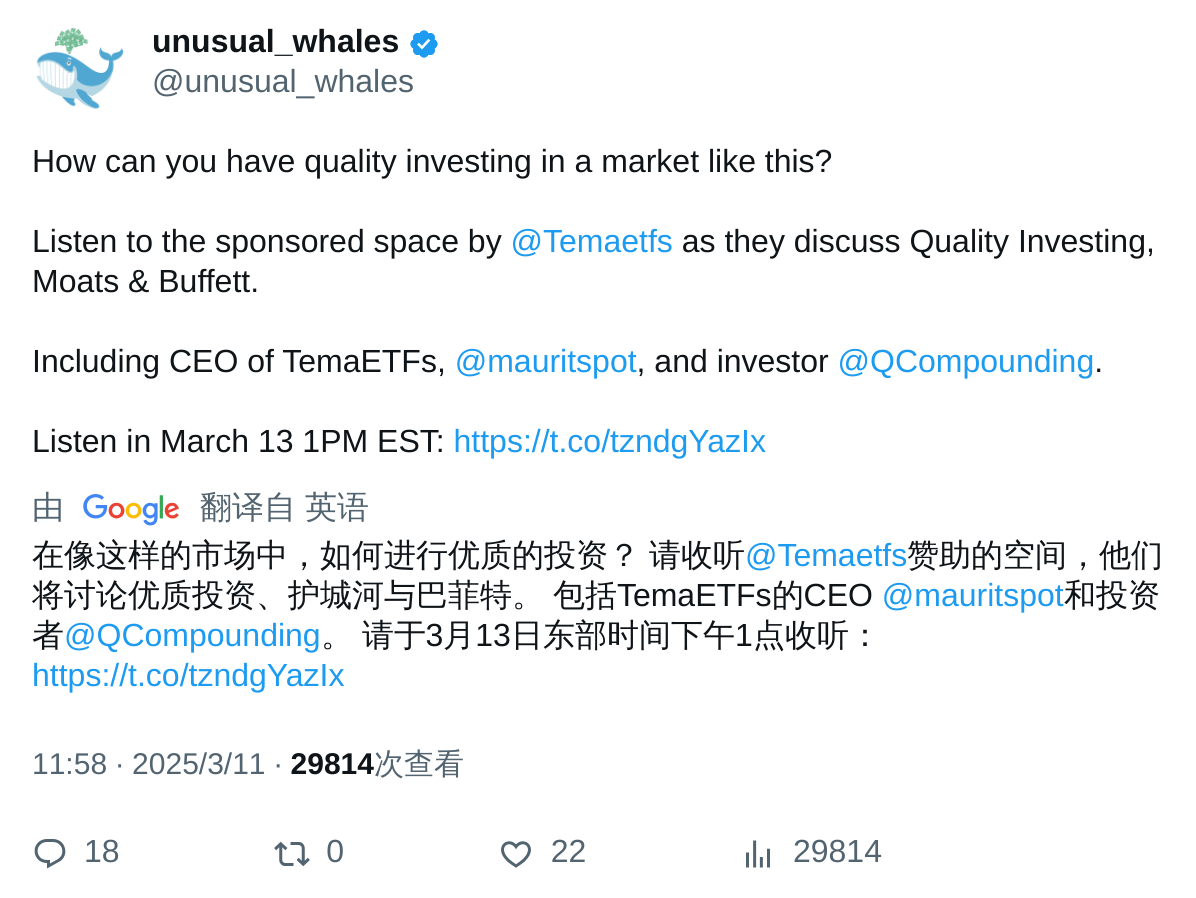 unusual_whales
@unusual_whales
How can you have quality investing in a market like this?
Listen to the sponsored space by @Temaetfs as they discuss Quality Investing,
Moats & Buffett.
Including CEO of TemaETFs, @mauritspot, and investor @QCompounding.
Listen in March 13 1PM EST: https://t.co/tzndgYazIx
由 Google 翻译自 英语
在像这样的市场中，如何进行优质的投资？ 请收听@Temaetfs赞助的空间，他们
将讨论优质投资、护城河与巴菲特。 包括TemaETFs的CEO @mauritspot和投资
者@QCompounding。 请于3月13日东部时间下午1点收听：
https://t.co/tzndgYazIx
11:58 · 2025/3/11 · 29814次查看
18 0 22 29814